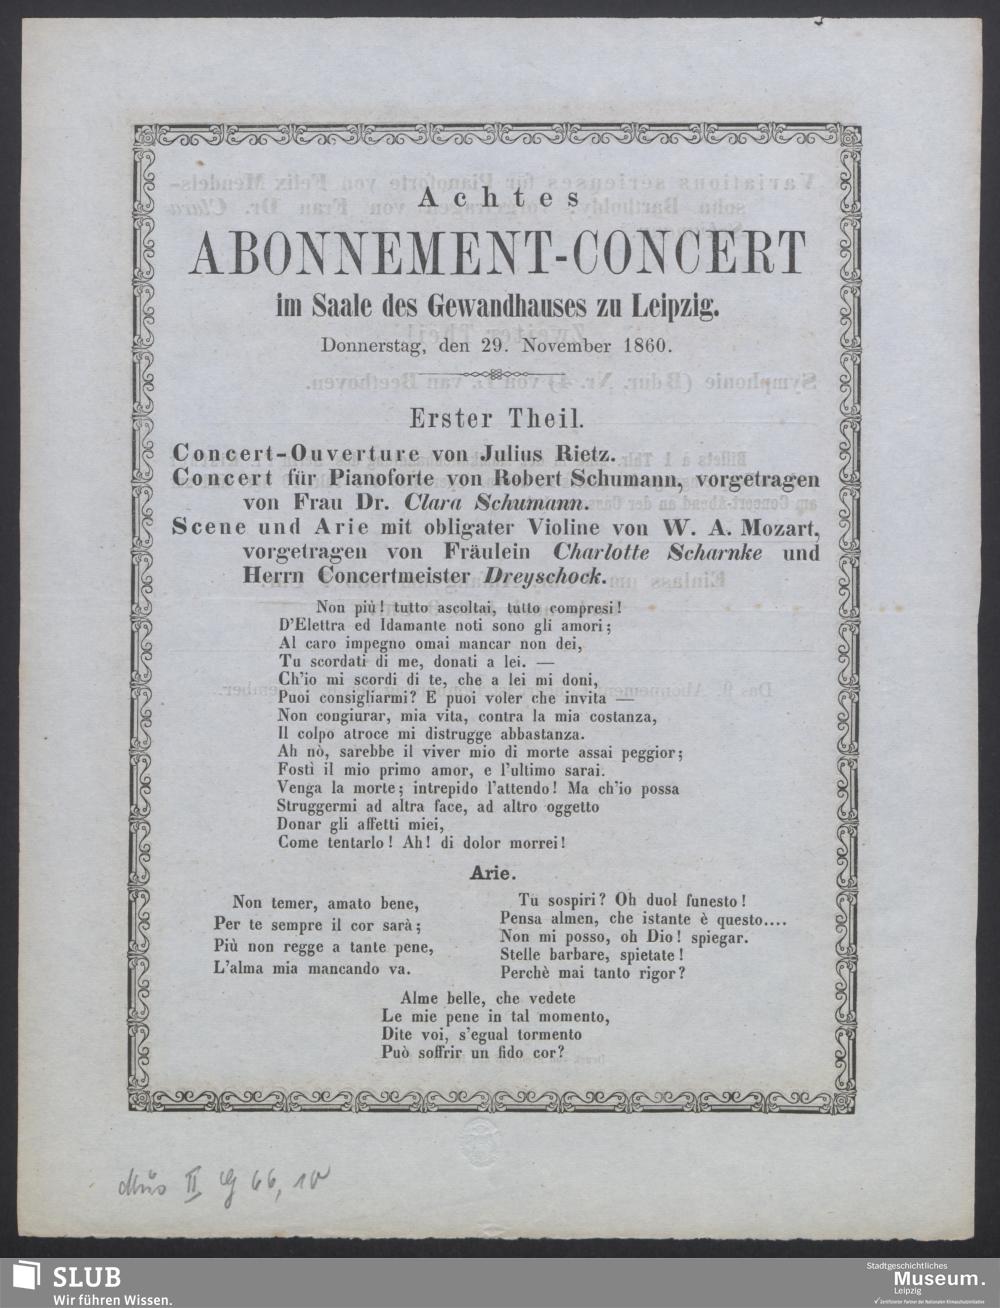 Achtes
ABONNEMENT-CONCERT
im Saale des Gewandhauses zu Leipzig.
Donnerstag, den 29. November 1860.
Erster Theil.
Concert-Ouverture von Julius Rietz.
Concert für Pianoforte von Robert Schumann, vorgetragen
von Frau Dr. Clara Schumann.
Scene und Arie mit obligater Violine von W. A. Mozart,
vorgetragen von Fräulein Charlotte Scharnke und
Herrn Concertmeister Dreyschock.
Non più! tutto ascoltai, tutto compresi!
D'Elettra ed Idamante noti sono gli amori;
Al caro impegno omai mancar non dei,
Tu scordati di me, donati a lei. —
Ch'io mi scordi di te, che a lei mi doni,
Puoi consigliarmi? E puoi voler che invita —
Non congiurar, mia vita, contra la mia costanza,
Il colpo atroce mi distrugge abbastanza.
Ah nò, sarebbe il viver mio di morte assai peggior;
Fosti il mio primo amor, e l'ultimo sarai.
Venga la morte; intrepido l'attendo! Ma ch'io possa
Struggermi ad altra face, ad altro oggetto
Donar gli affetti miei,
Come tentarlo! Ah! di dolor morrei!
Arie.
Non temer, amato bene,
Per te sempre il cor sarà;
Più non regge a tante pene,
L'alma mia mancando va.
Tu sospiri? Oh duol funesto!
Pensa almen, che istante è questo....
Non mi posso, oh Dio! spiegar.
Stelle barbare, spietate!
Perchè mai tanto rigor?
Alme belle, che vedete
Le mie pene in tal momento,
Dite voi, s'egual tormento
Può soffrir un fido cor?
Mus II G 66, 10
SLUB
Wir führen Wissen.
Stadtgeschichtliches
Museum.
Leipzig
Zertifizierter Partner der Nationalen Klimaschutzinitiative